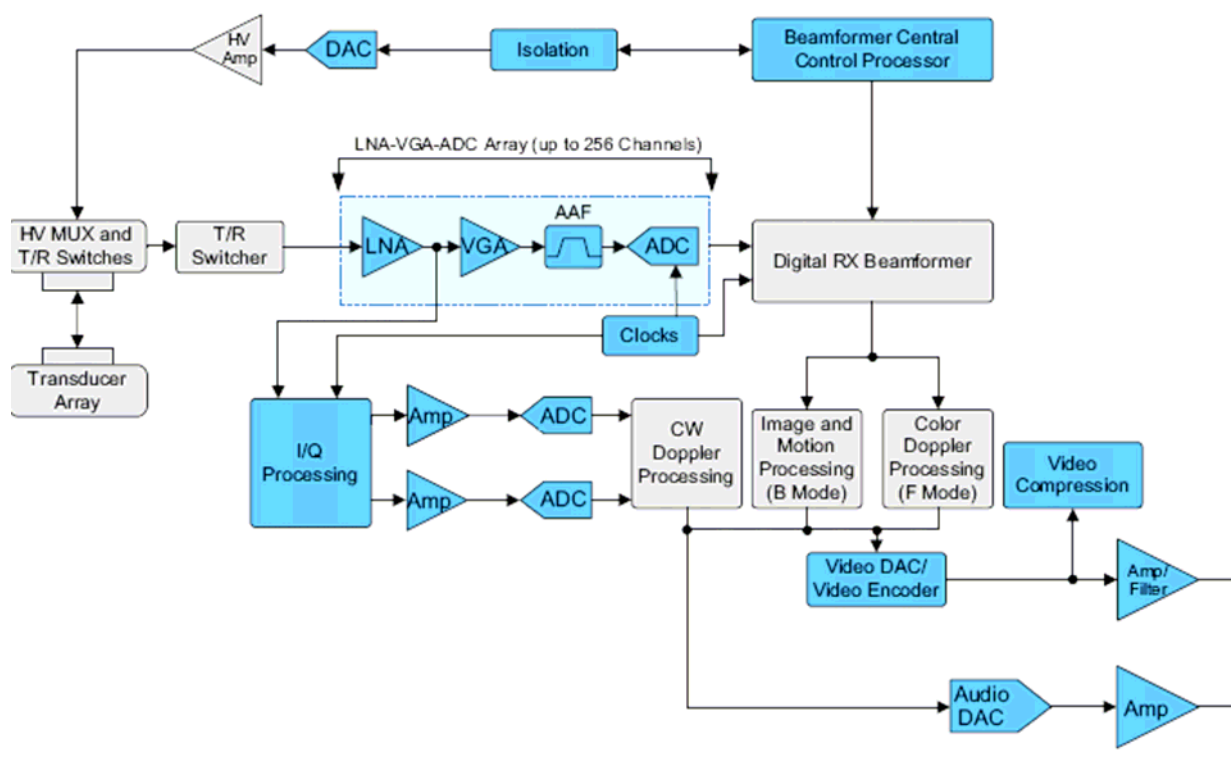 HV
Amp
DAC
Isolation
Beamformer Central
Control Processor
LNA-VGA-ADC Array (up to 256 Channels)
HV MUX and
T/R Switches
T/R
Switcher
LNA
VGA
AAF
ADC
Digital RX Beamformer
Clocks
Transducer
Array
I/Q
Processing
Amp
ADC
Amp
ADC
CW
Doppler
Processing
Image and
Motion
Processing
(B Mode)
Color
Doppler
Processing
(F Mode)
Video
Compression
Video DAC/
Video Encoder
Amp/
Filter
Audio
DAC
Amp